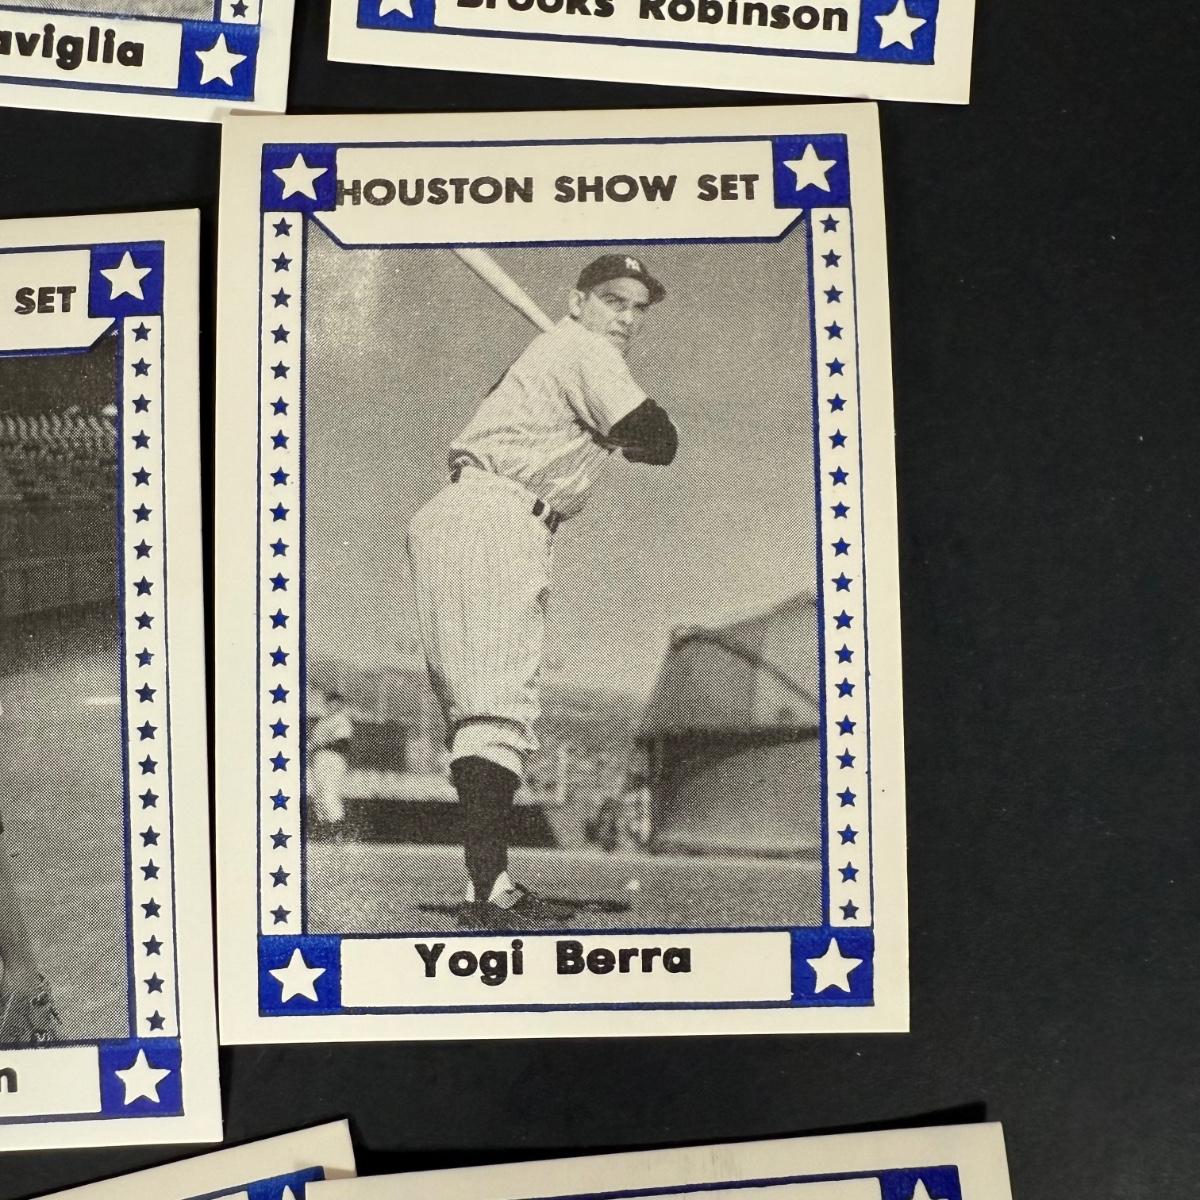 aviglia
Brooks Robinson
HOUSTON SHOW SET
SET
Yogi Berra
n